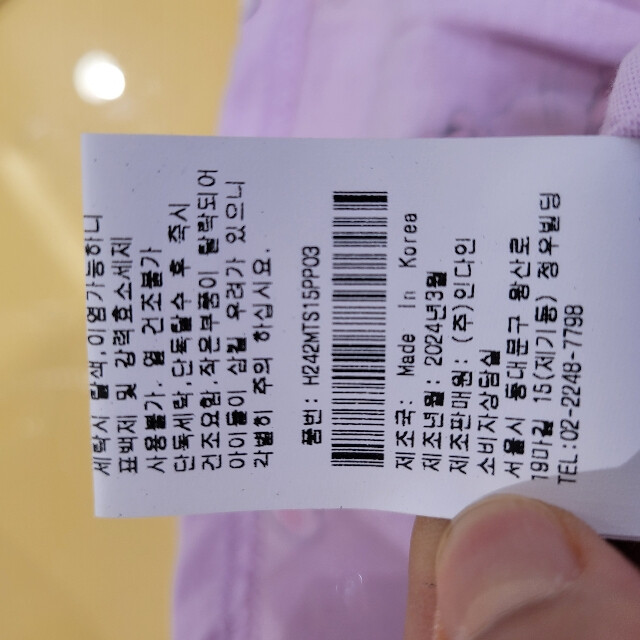 세탁시 탈색,이염가능하니
표백제 및 강력효소세제
사용불가. 열 건조불가
단독세탁,단독탈수 후 즉시
건조요함.작은부품이 탈락되어
아이들이 삼킬 우려가 있으니
각별히 주의 하십시요.
품번: H242MTS15PP03
제조국: Made In Korea
제조년월: 2024년3월
제조판매원: (주)인다인
소비자상담실
서울시 동대문구 왕산로
19마길 15(제기동) 정우빌딩
TEL:02-2248-7798